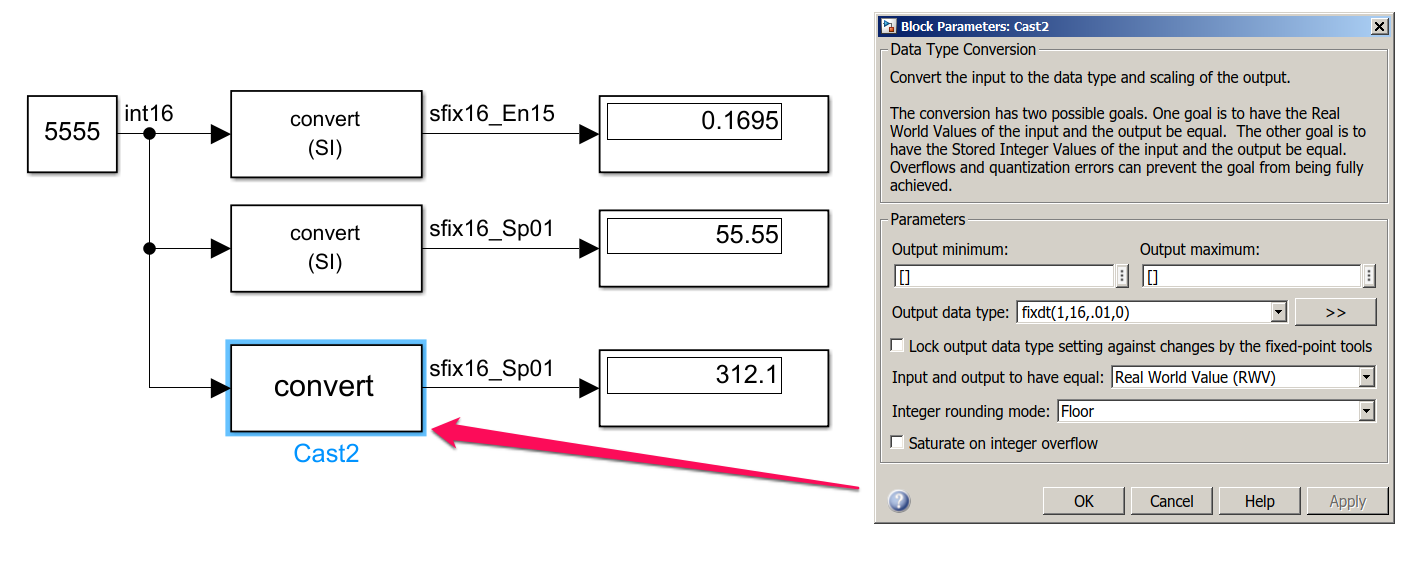 5555
int16
convert
(SI)
sfix16_En15
0.1695
convert
(SI)
sfix16_Sp01
55.55
convert
Cast2
sfix16_Sp01
312.1
Block Parameters: Cast2
Data Type Conversion
Convert the input to the data type and scaling of the output.
The conversion has two possible goals. One goal is to have the Real
World Values of the input and the output be equal.  The other goal is to
have the Stored Integer Values of the input and the output be equal.
Overflows and quantization errors can prevent the goal from being fully
achieved.
Parameters
Output minimum:
Output maximum:
[]
[]
Output data type: fixdt(1,16,.01,0) >>
Lock output data type setting against changes by the fixed-point tools
Input and output to have equal: Real World Value (RWV)
Integer rounding mode: Floor
Saturate on integer overflow
? OK Cancel Help Apply